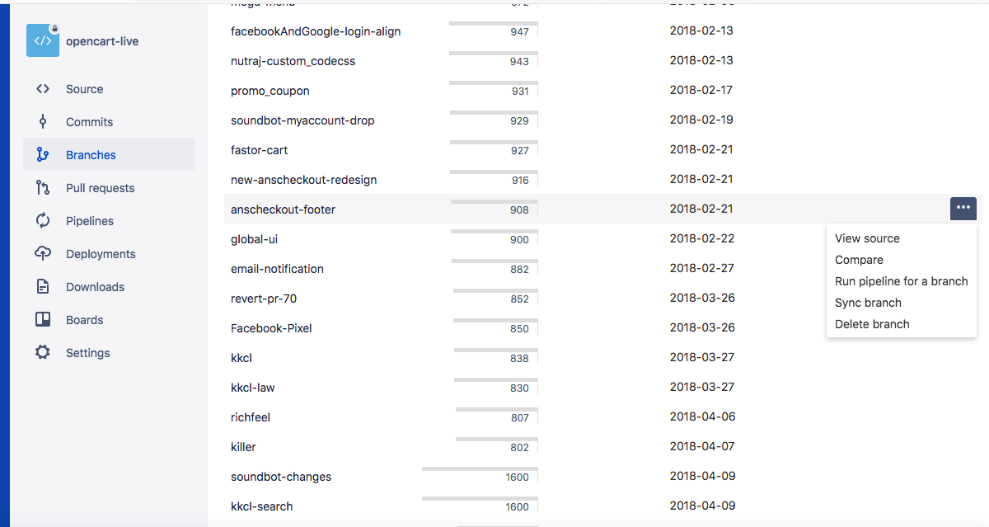 opencart-live
Source
Commits
Branches
Pull requests
Pipelines
Deployments
Downloads
Boards
Settings
facebookAndGoogle-login-align 947 2018-02-13
nutraj-custom_codecss 943 2018-02-13
promo_coupon 931 2018-02-17
soundbot-myaccount-drop 929 2018-02-19
fastor-cart 927 2018-02-21
new-anscheckout-redesign 916 2018-02-21
anscheckout-footer 908 2018-02-21
global-ui 900 2018-02-22
email-notification 882 2018-02-27
revert-pr-70 852 2018-03-26
Facebook-Pixel 850 2018-03-26
kkcl 838 2018-03-27
kkcl-law 830 2018-03-27
richfeel 807 2018-04-06
killer 802 2018-04-07
soundbot-changes 1600 2018-04-09
kkcl-search 1600 2018-04-09
View source
Compare
Run pipeline for a branch
Sync branch
Delete branch